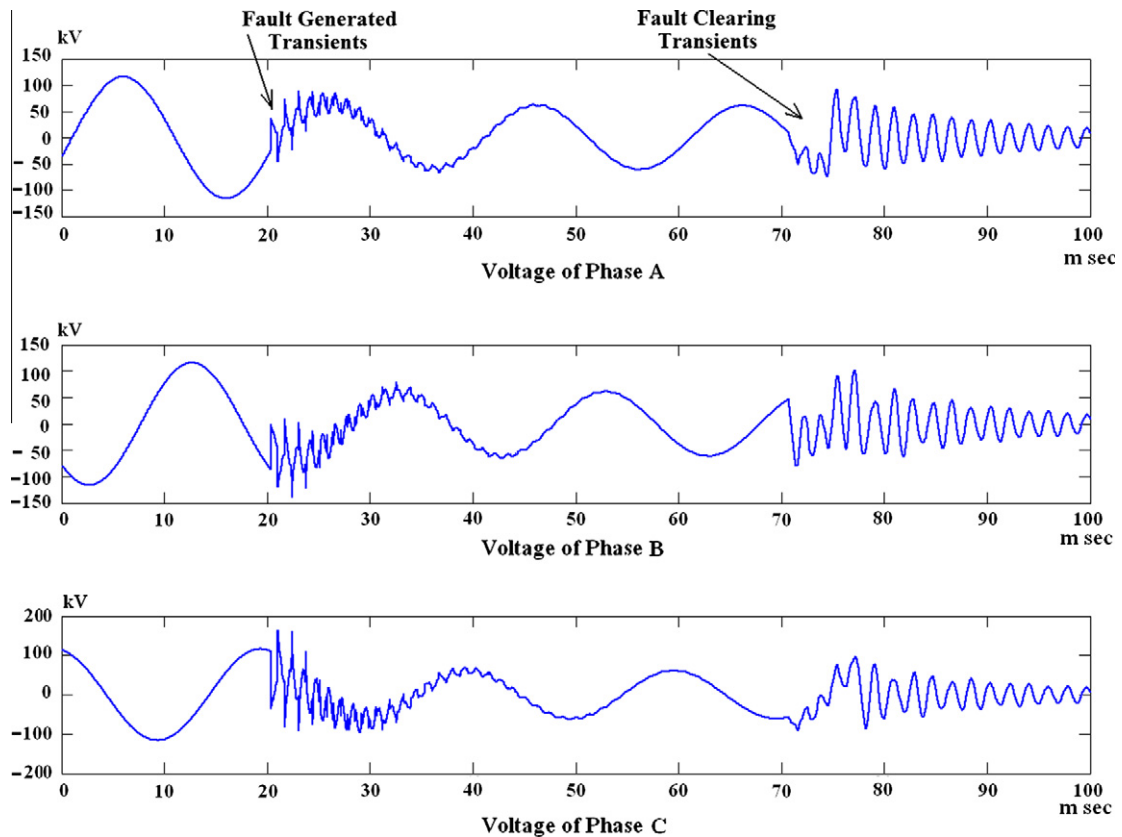 Fault Generated Transients
Fault Clearing Transients
kV
150
100
50
0
−50
−100
−150
0 10 20 30 40 50 60 70 80 90 100
m sec
Voltage of Phase A
kV
150
100
50
0
−50
−100
−150
0 10 20 30 40 50 60 70 80 90 100
m sec
Voltage of Phase B
kV
200
100
0
−100
−200
0 10 20 30 40 50 60 70 80 90 100
m sec
Voltage of Phase C